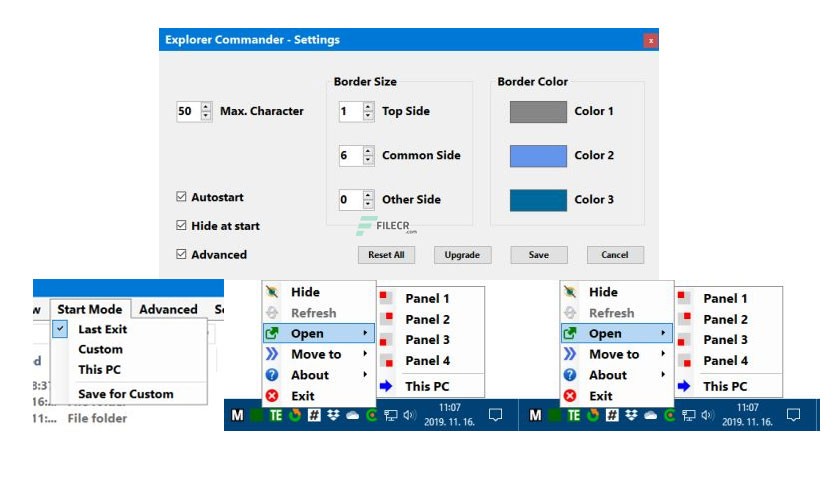 Explorer Commander - Settings
x
Border Size
Border Color
50 Max. Character
1 Top Side
Color 1
6 Common Side
Color 2
Autostart
0 Other Side
Color 3
Hide at start
FILECR
.com
Advanced
Reset All
Upgrade
Save
Cancel
w Start Mode Advanced S
Last Exit
Custom
This PC
Save for Custom
d
8:3
16:...
11:... File folder
Hide
Refresh
Open
Move to
About
Exit
Panel 1
Panel 2
Panel 3
Panel 4
This PC
M TE #
11:07
2019. 11. 16.
Hide
Refresh
Open
Move to
About
Exit
Panel 1
Panel 2
Panel 3
Panel 4
This PC
M TE #
11:07
2019. 11. 16.